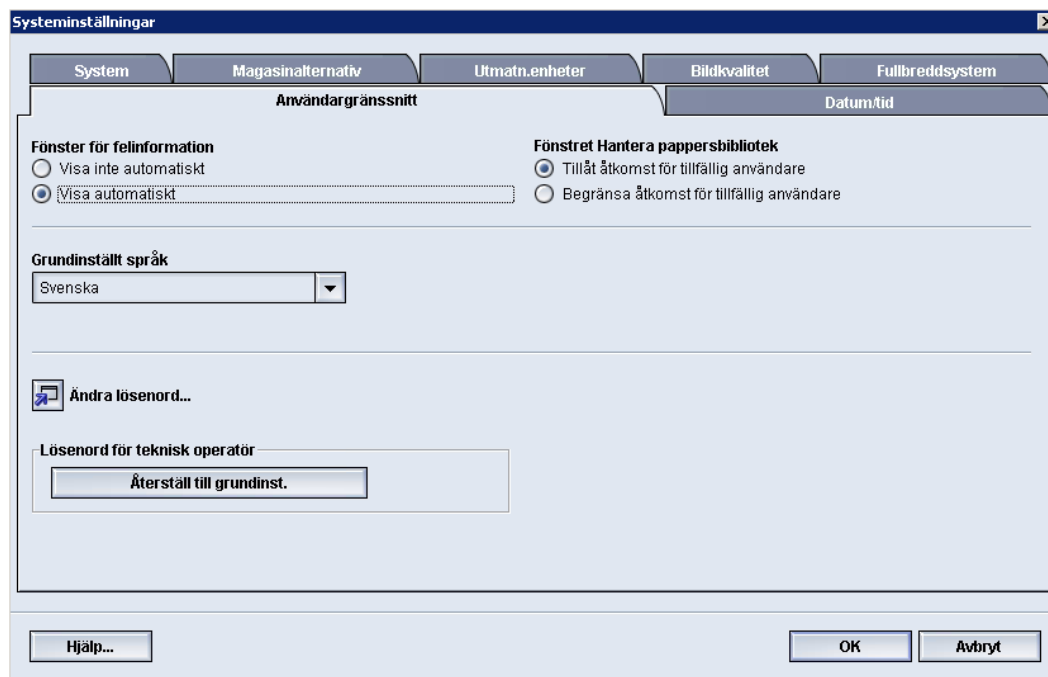 Systeminställningar
System Magasinalternativ Utmatn.enheter Bildkvalitet Fullbreddsystem
Användargränssnitt Datum/tid
Fönster för felinformation
Visa inte automatiskt
Visa automatiskt
Fönstret Hantera pappersbibliotek
Tillåt åtkomst för tillfällig användare
Begränsa åtkomst för tillfällig användare
Grundinställt språk
Svenska
Ändra lösenord...
Lösenord för teknisk operatör
Återställ till grundinst.
Hjälp... OK Avbryt